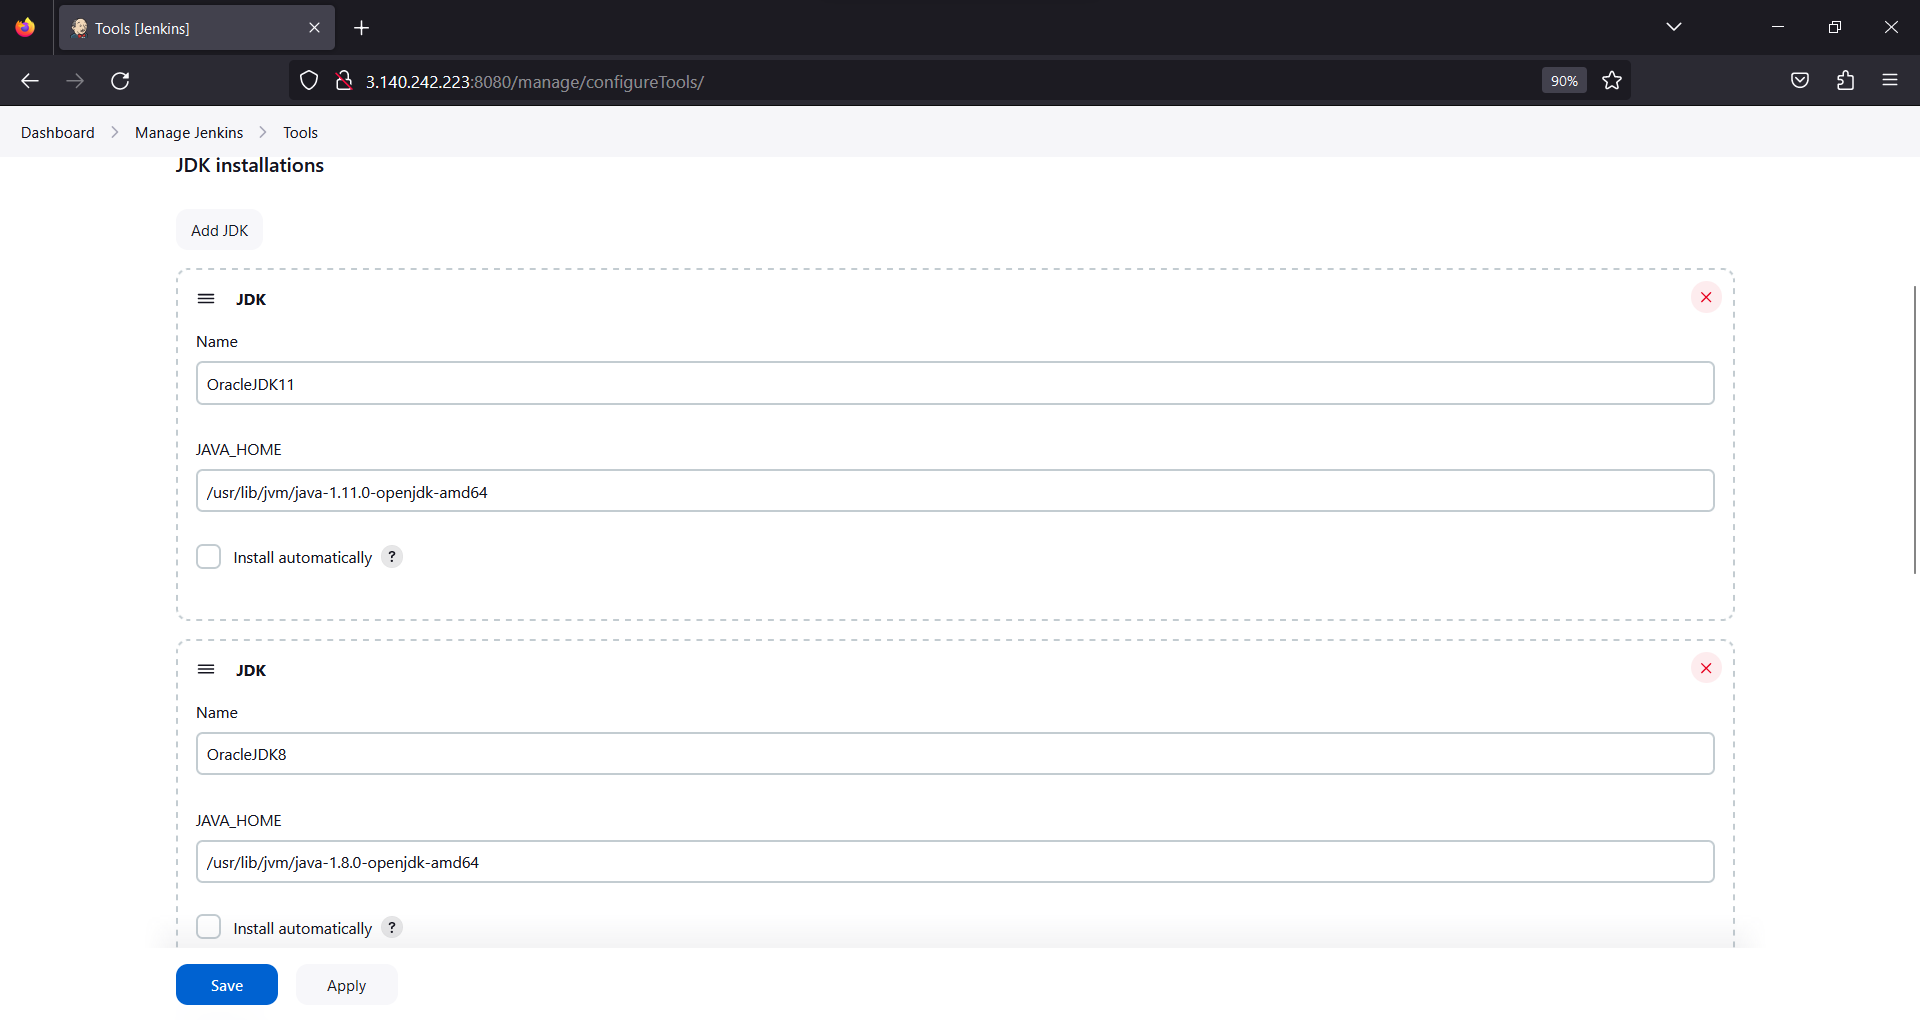 Tools [Jenkins]
3.140.242.223:8080/manage/configureTools/
90%
Dashboard
Manage Jenkins
Tools
JDK installations
Add JDK
JDK
Name
OracleJDK11
JAVA_HOME
/usr/lib/jvm/java-1.11.0-openjdk-amd64
Install automatically ?
JDK
Name
OracleJDK8
JAVA_HOME
/usr/lib/jvm/java-1.8.0-openjdk-amd64
Install automatically ?
Save
Apply